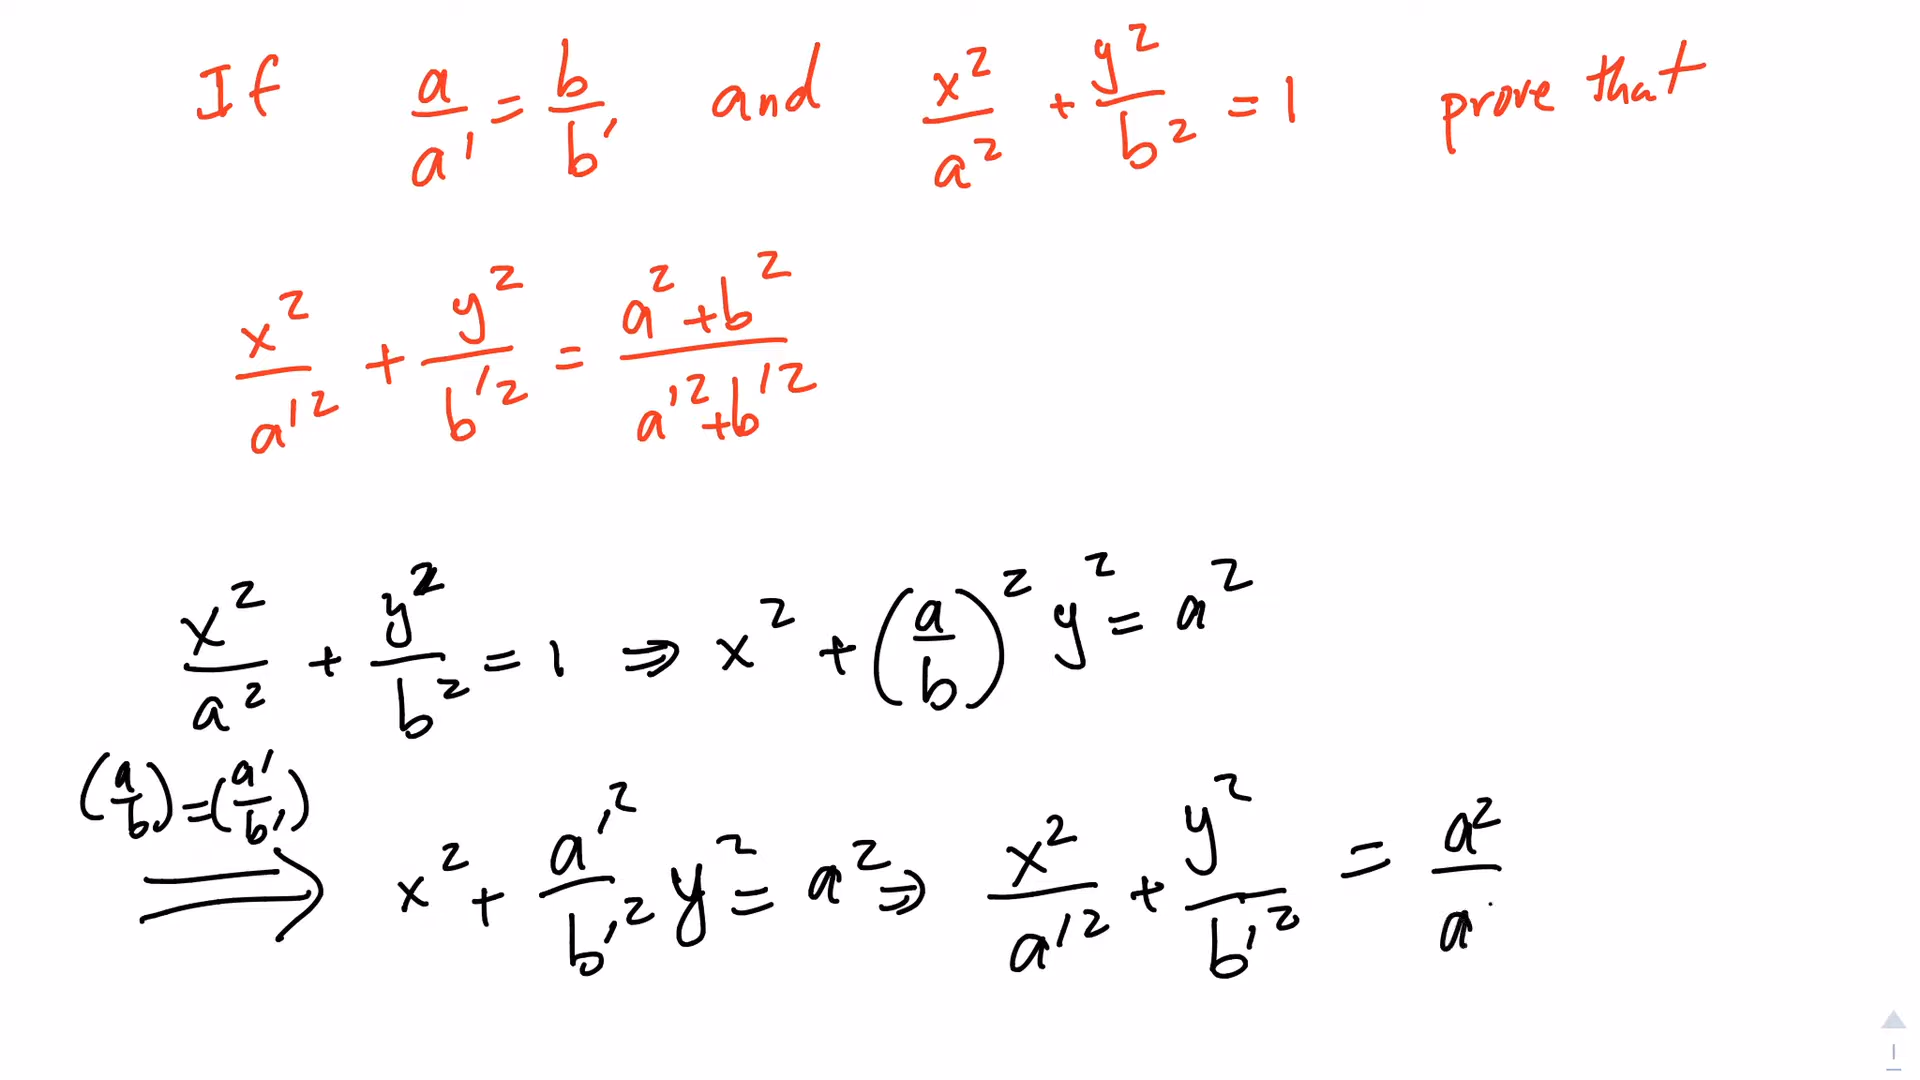 If a/a' = b/b' and x²/a² + y²/b² = 1 prove that
x²/a'² + y²/b'² = (a²+b²)/(a'²+b'²)
x²/a² + y²/b² = 1 ⇒ x² + (a/b)² y² = a²
(a/b) = (a'/b')
⟹ x² + a'²/b'² y² = a² ⇒ x²/a'² + y²/b'² = a²/a